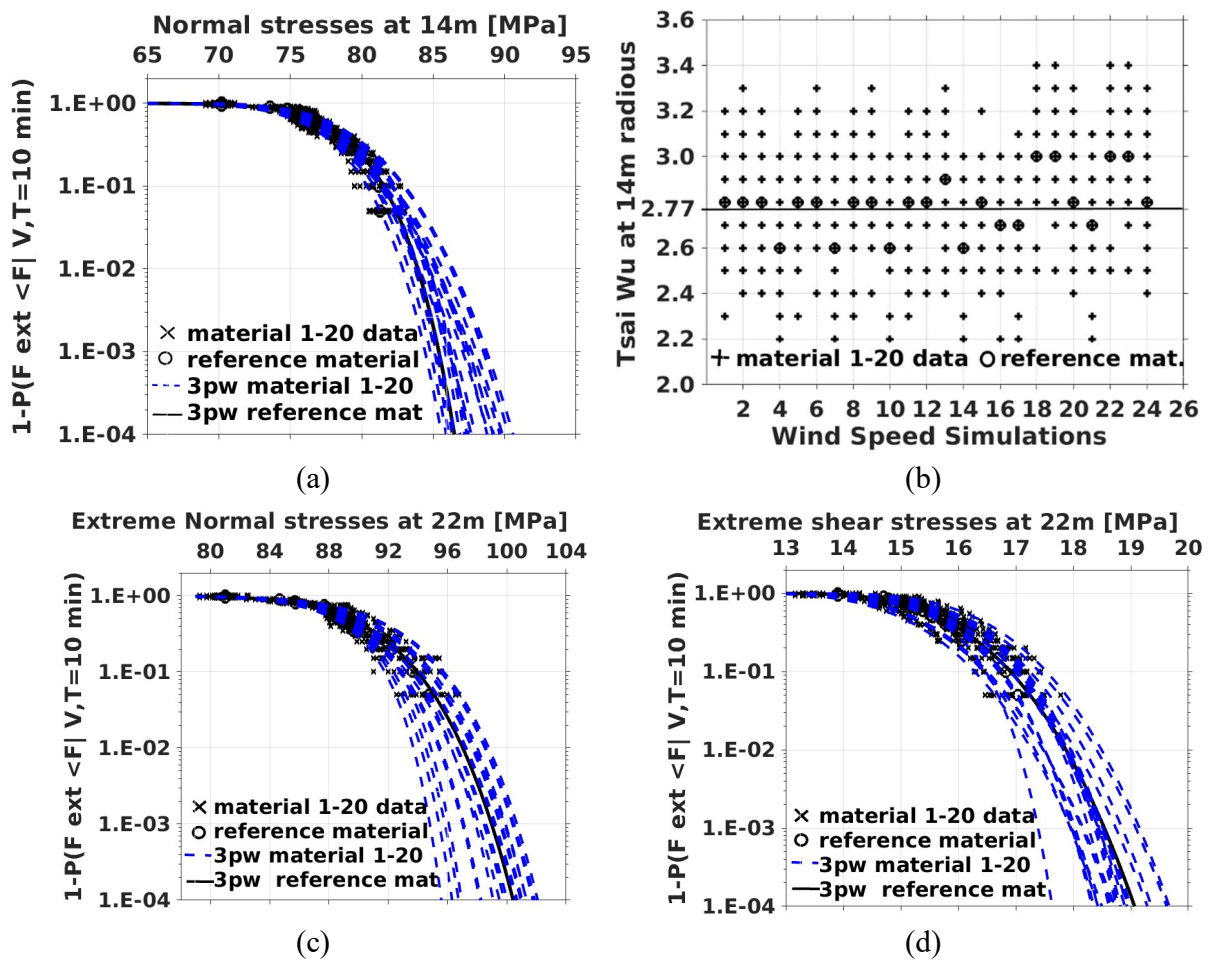 Normal stresses at 14m [MPa]
65 70 75 80 85 90 95
1-P(F ext <F| V,T=10 min)
1.E+00
1.E-01
1.E-02
1.E-03
1.E-04
material 1-20 data
reference material
3pw material 1-20
3pw reference mat
(a)
Tsai Wu at 14m radious
3.6
3.4
3.2
3.0
2.77
2.6
2.4
2.2
2.0
material 1-20 data reference mat.
2 4 6 8 10 12 14 16 18 20 22 24 26
Wind Speed Simulations
(b)
Extreme Normal stresses at 22m [MPa]
80 84 88 92 96 100 104
1-P(F ext <F| V,T=10 min)
1.E+00
1.E-01
1.E-02
1.E-03
1.E-04
material 1-20 data
reference material
3pw material 1-20
3pw reference mat
(c)
Extreme shear stresses at 22m [MPa]
13 14 15 16 17 18 19 20
1-P(F ext <F| V,T=10 min)
1.E+00
1.E-01
1.E-02
1.E-03
1.E-04
material 1-20 data
reference material
3pw material 1-20
3pw reference mat
(d)